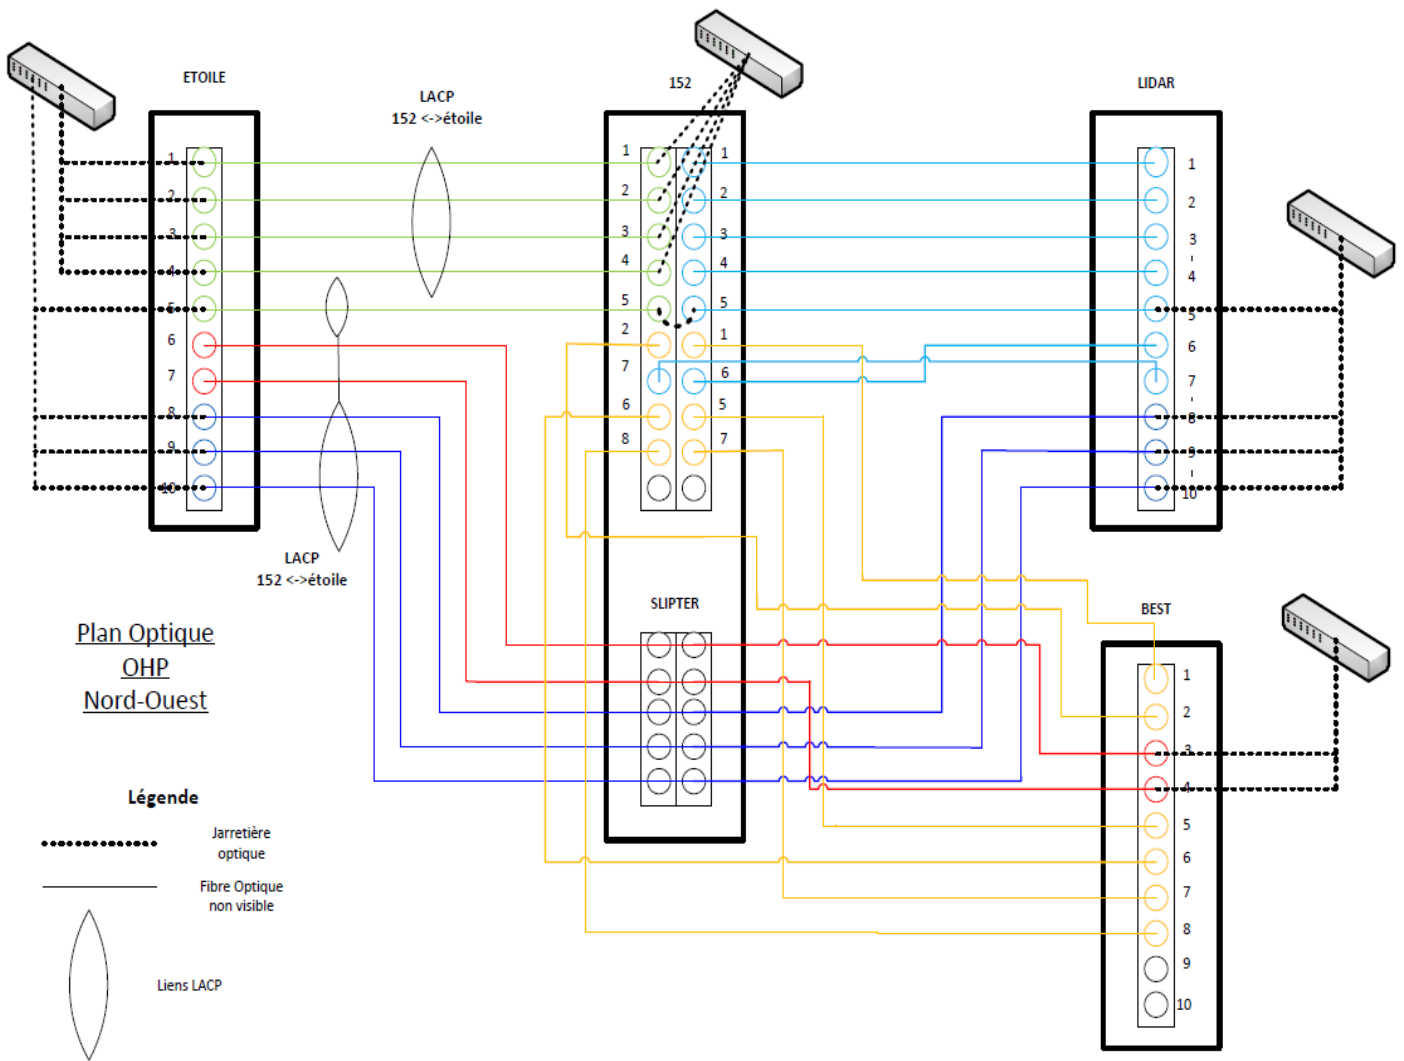 ETOILE
152
LIDAR
LACP
152 <->étoile
1
2
3
4
5
6
7
8
9
10
1
2
3
4
5
2
7
6
8
1
2
3
4
5
1
6
5
7
1
2
3
4
5
6
7
8
9
10
LACP
152 <->étoile
SLIPTER
BEST
1
2
3
4
5
6
7
8
9
10
Plan Optique
OHP
Nord-Ouest
Légende
Jarretière
optique
Fibre Optique
non visible
Liens LACP